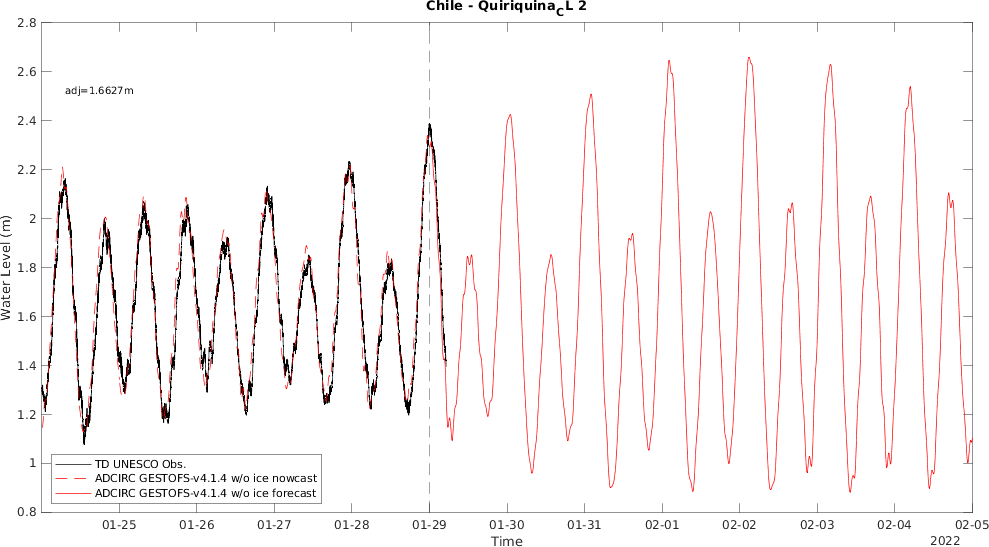 Chile - QuiriquinaCL 2
2.8
2.6
2.4
2.2
2
1.8
1.6
1.4
1.2
1
0.8
Water Level (m)
adj=1.6627m
TD UNESCO Obs.
ADCIRC GESTOFS-v4.1.4 w/o ice nowcast
ADCIRC GESTOFS-v4.1.4 w/o ice forecast
01-25 01-26 01-27 01-28 01-29 01-30 01-31 02-01 02-02 02-03 02-04 02-05
Time
2022